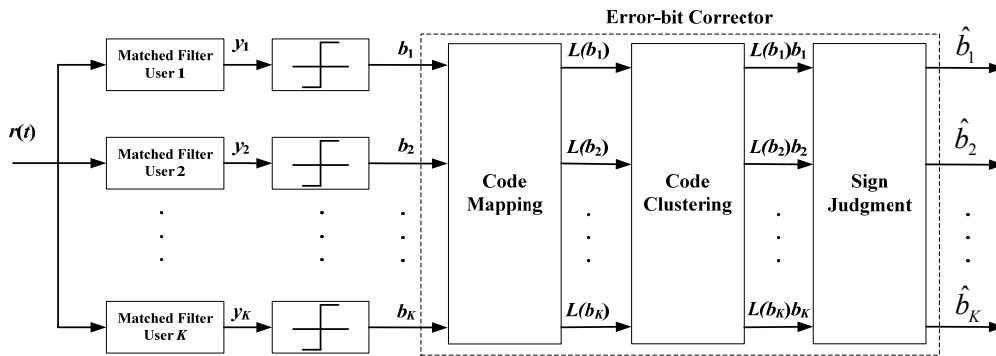 Error-bit Corrector
r(t)
Matched Filter
User 1
y1
b1
L(b1)
L(b1)b1
b̂1
Matched Filter
User 2
y2
b2
L(b2)
L(b2)b2
b̂2
Code
Mapping
Code
Clustering
Sign
Judgment
Matched Filter
User K
yK
bK
L(bK)
L(bK)bK
b̂K